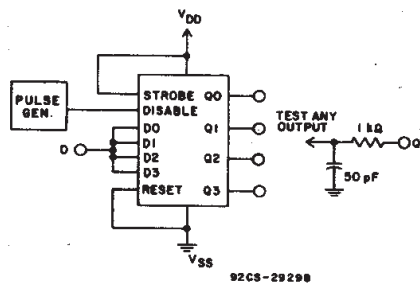 VDD
PULSE
GEN.
STROBE
DISABLE
D0
D1
D2
D3
RESET
D
Q0
Q1
Q2
Q3
VSS
TEST ANY
OUTPUT
1 kΩ
Q
50 pF
92CS-29298